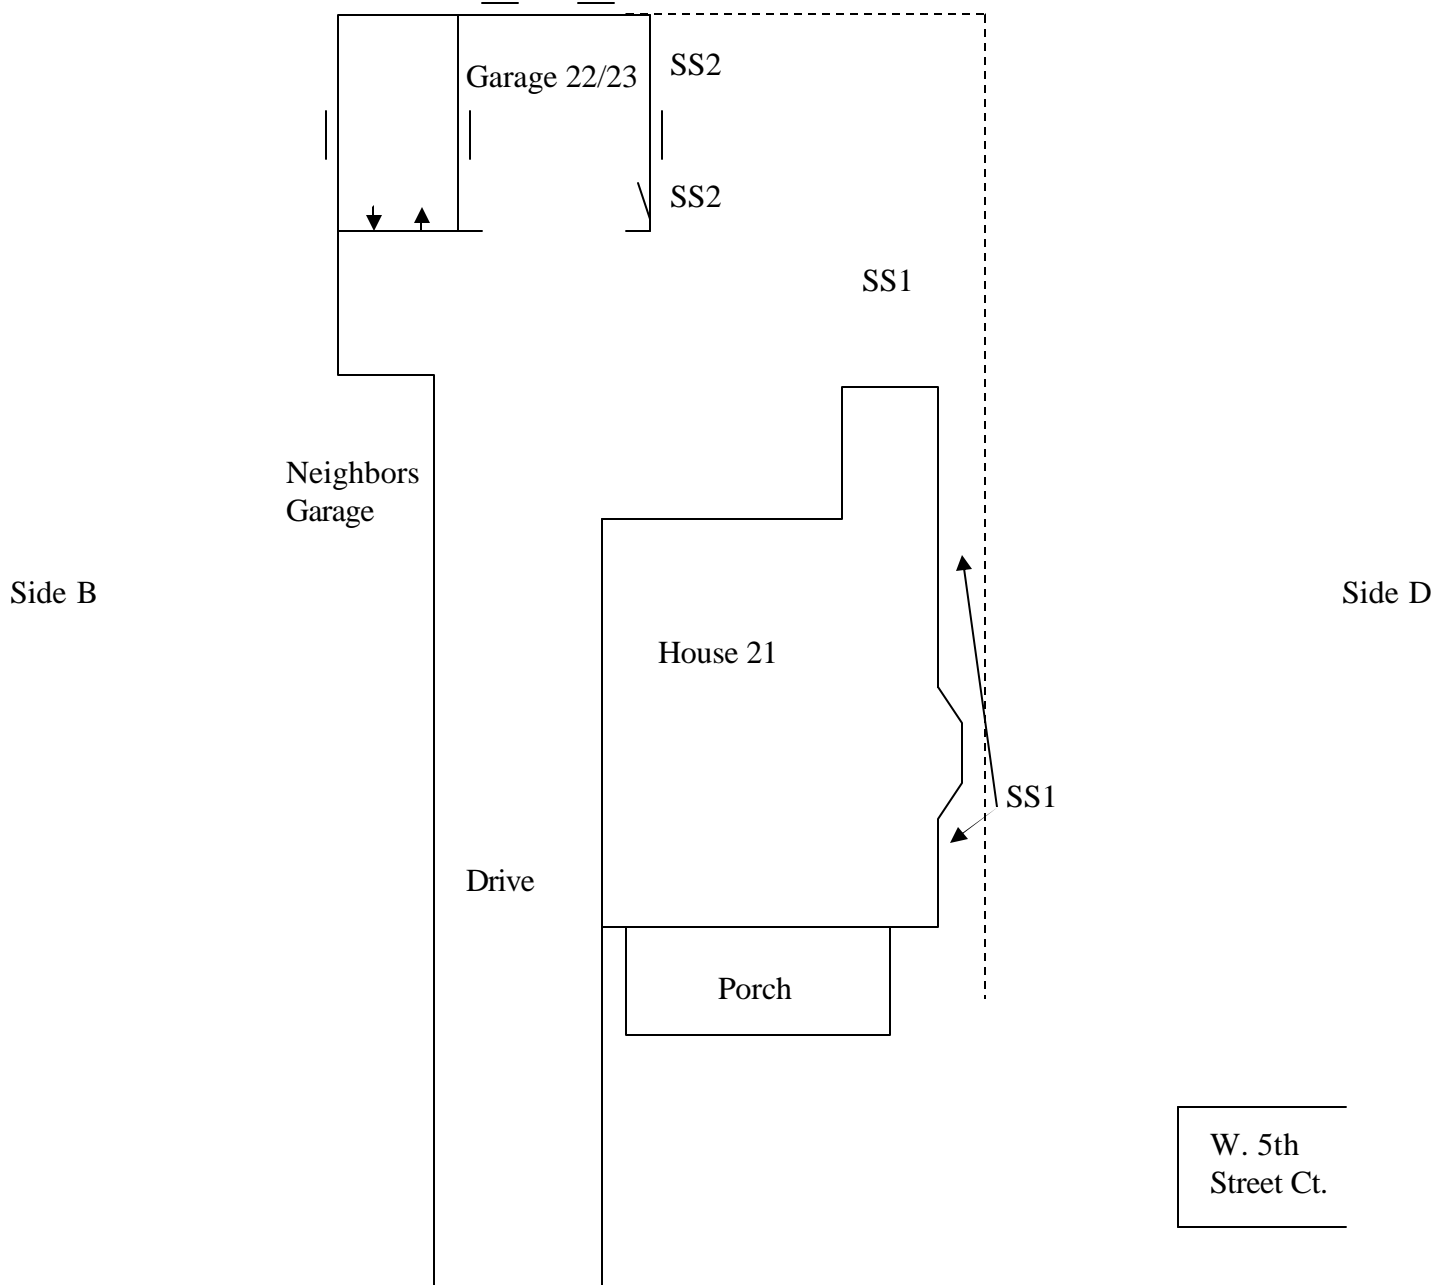 Garage 22/23
SS2
SS2
SS1
Neighbors
Garage
Side B
Side D
House 21
SS1
Drive
Porch
W. 5th
Street Ct.